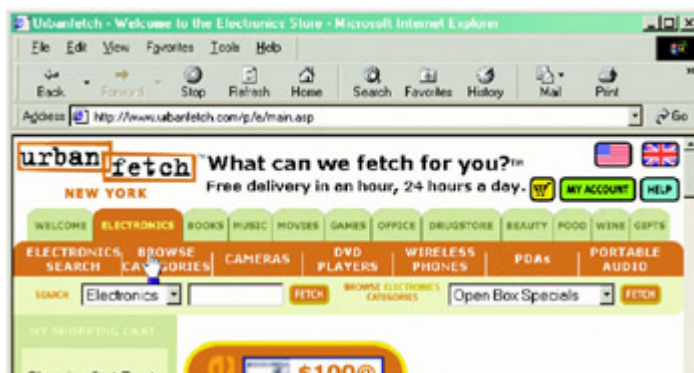 Urbanfetch - Welcome to the Electronics Store - Microsoft Internet Explorer
File Edit View Favorites Tools Help
Back Forward Stop Refresh Home Search Favorites History Mail Print
Address http://www.urbanfetch.com/p/e/main.asp Go
urban fetch™ What can we fetch for you?™
NEW YORK Free delivery in an hour, 24 hours a day. MY ACCOUNT HELP
WELCOME ELECTRONICS BOOKS MUSIC MOVIES GAMES OFFICE DRUGSTORE BEAUTY FOOD WINE GIFTS
ELECTRONICS SEARCH BROWSE CATEGORIES CAMERAS DVD PLAYERS WIRELESS PHONES PDAs PORTABLE AUDIO
SEARCH Electronics FETCH BROWSE ELECTRONICS CATEGORIES Open Box Specials FETCH
MY SHOPPING CART
$100@